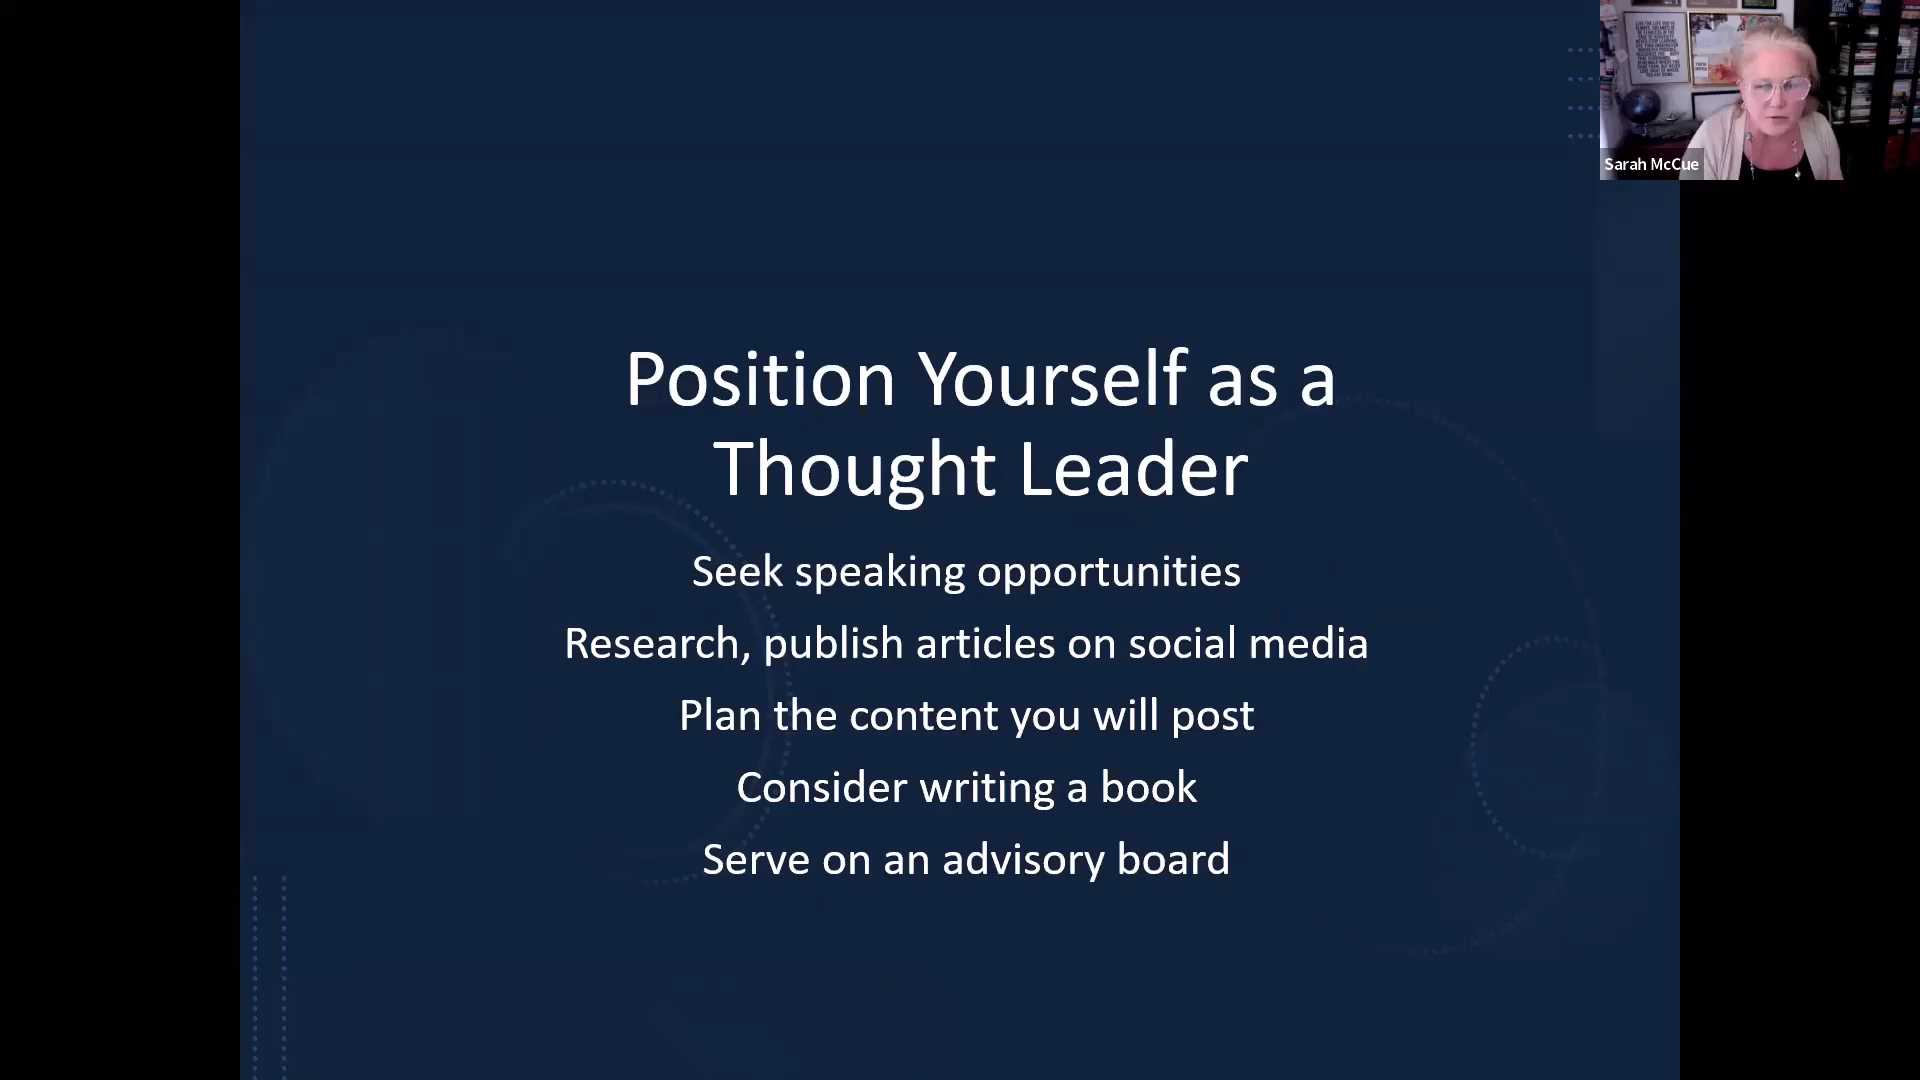 Position Yourself as a
Thought Leader
Seek speaking opportunities
Research, publish articles on social media
Plan the content you will post
Consider writing a book
Serve on an advisory board
Sarah McCue